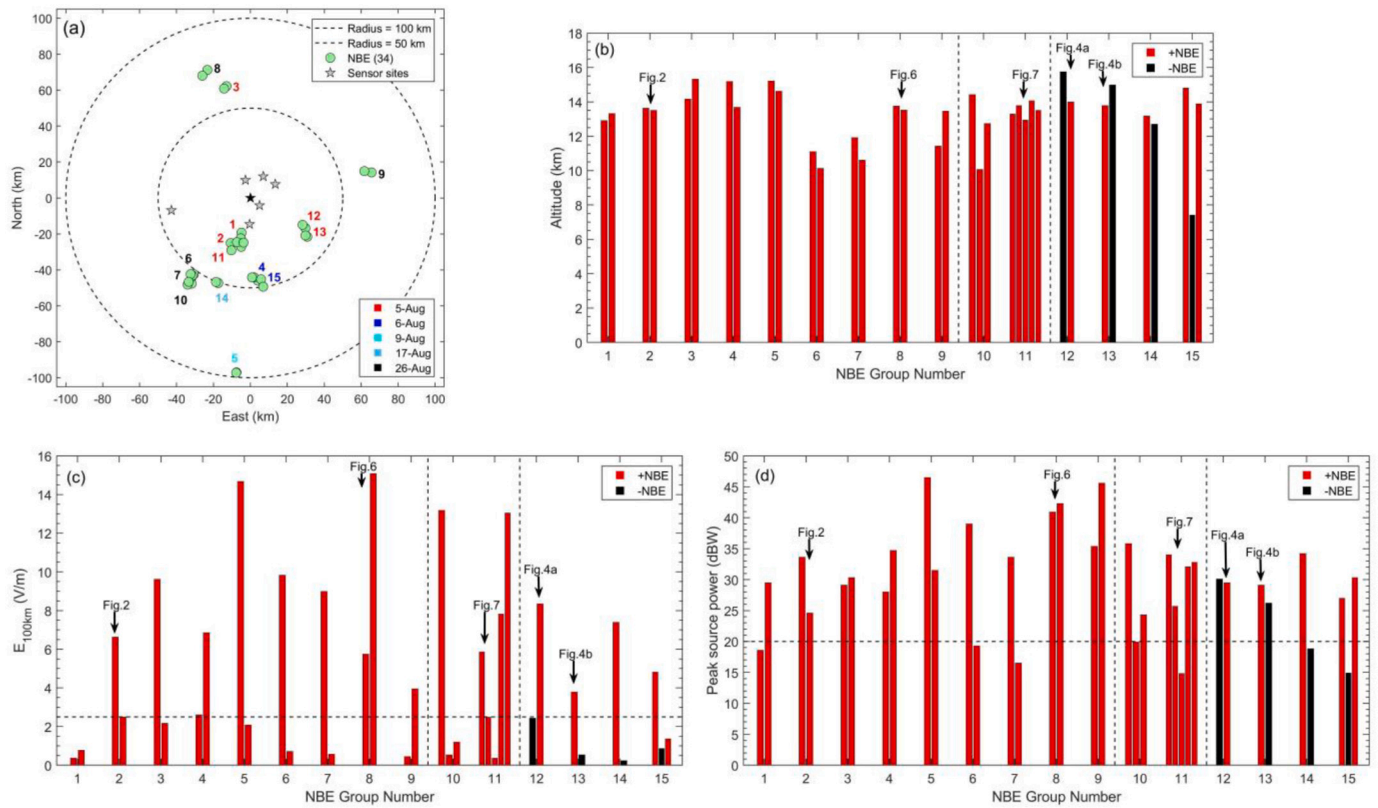 (a)
Radius = 100 km
Radius = 50 km
NBE (34)
Sensor sites
100
80
60
40
20
0
-20
-40
-60
-80
-100
North (km)
8
3
9
1
2
11
12
13
6
7
10
4
15
14
5
5-Aug
6-Aug
9-Aug
17-Aug
26-Aug
-100 -80 -60 -40 -20 0 20 40 60 80 100
East (km)
(b)
+NBE
-NBE
Fig.2
Fig.6
Fig.7
Fig.4a
Fig.4b
18
16
14
12
10
8
6
4
2
0
Altitude (km)
1 2 3 4 5 6 7 8 9 10 11 12 13 14 15
NBE Group Number
(c)
+NBE
-NBE
Fig.2
Fig.6
Fig.7
Fig.4a
Fig.4b
16
14
12
10
8
6
4
2
0
E100km (V/m)
1 2 3 4 5 6 7 8 9 10 11 12 13 14 15
NBE Group Number
(d)
+NBE
-NBE
Fig.2
Fig.6
Fig.7
Fig.4a
Fig.4b
50
45
40
35
30
25
20
15
10
5
0
Peak source power (dBW)
1 2 3 4 5 6 7 8 9 10 11 12 13 14 15
NBE Group Number